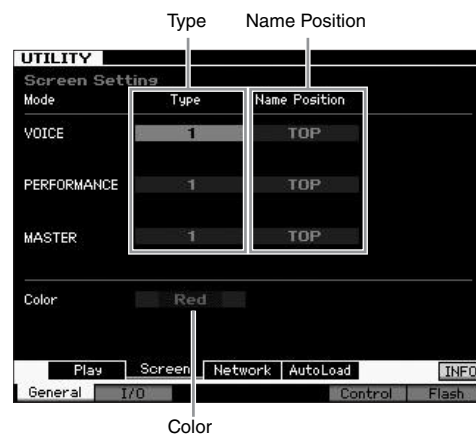 Type Name Position
UTILITY
Screen Setting
Mode Type Name Position
VOICE 1 TOP
PERFORMANCE 1 TOP
MASTER 1 TOP
Color Red
Play Screen Network AutoLoad INFO
General I/O Control Flash
Color